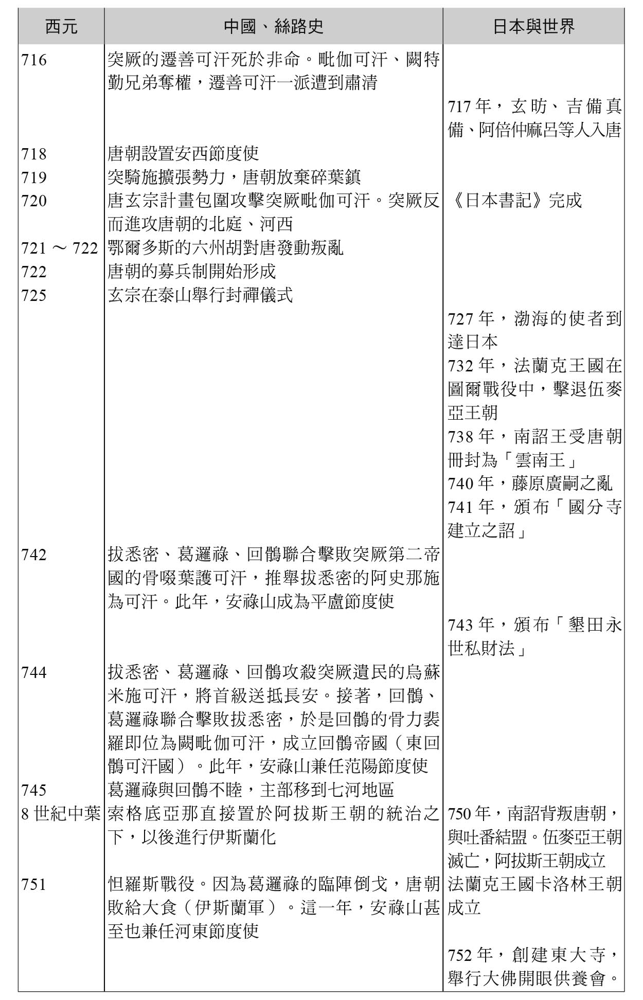 西元 中國、絲路史 日本與世界
716 突厥的遷善可汗死於非命。毗伽可汗、闕特
勤兄弟奪權，遷善可汗一派遭到肅清
717 年，玄昉、吉備真
備、阿倍仲麻呂等人入唐
718 唐朝設置安西節度使
719 突騎施擴張勢力，唐朝放棄碎葉鎮
720 唐玄宗計畫包圍攻擊突厥毗伽可汗。突厥反 《日本書記》完成
而進攻唐朝的北庭、河西
721 ～ 722 鄂爾多斯的六州胡對唐發動叛亂
722 唐朝的募兵制開始形成
725 玄宗在泰山舉行封禪儀式
727 年，渤海的使者到
達日本
732 年，法蘭克王國在
圖爾戰役中，擊退伍麥
亞王朝
738 年，南詔王受唐朝
冊封為「雲南王」
740 年，藤原廣嗣之亂
741 年，頒布「國分寺
建立之詔」
742 拔悉密、葛邏祿、回鶻聯合擊敗突厥第二帝
國的骨啜葉護可汗，推舉拔悉密的阿史那施
為可汗。此年，安祿山成為平盧節度使
743 年，頒布「墾田永
世私財法」
744 拔悉密、葛邏祿、回鶻攻殺突厥遺民的烏蘇
米施可汗，將首級送抵長安。接著，回鶻、
葛邏祿聯合擊敗拔悉密，於是回鶻的骨力裴
羅即位為闕毗伽可汗，成立回鶻帝國（東回
鶻可汗國）。此年，安祿山兼任范陽節度使
745 葛邏祿與回鶻不睦，主部移到七河地區
8 世紀中葉 索格底亞那直接置於阿拔斯王朝的統治之 750 年，南詔背叛唐朝，
下，以後進行伊斯蘭化 與吐番結盟。伍麥亞王朝
滅亡，阿拔斯王朝成立
751 怛羅斯戰役。因為葛邏祿的臨陣倒戈，唐朝 法蘭克王國卡洛林王朝
敗給大食（伊斯蘭軍）。這一年，安祿山甚 成立
至也兼任河東節度使
752 年，創建東大寺，
舉行大佛開眼供養會。